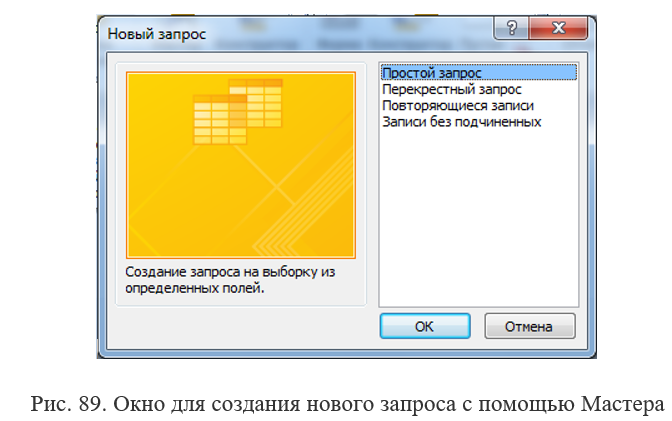 Новый запрос
Простой запрос
Перекрестный запрос
Повторяющиеся записи
Записи без подчиненных
Создание запроса на выборку из
определенных полей.
ОК
Отмена
Рис. 89. Окно для создания нового запроса с помощью Мастера